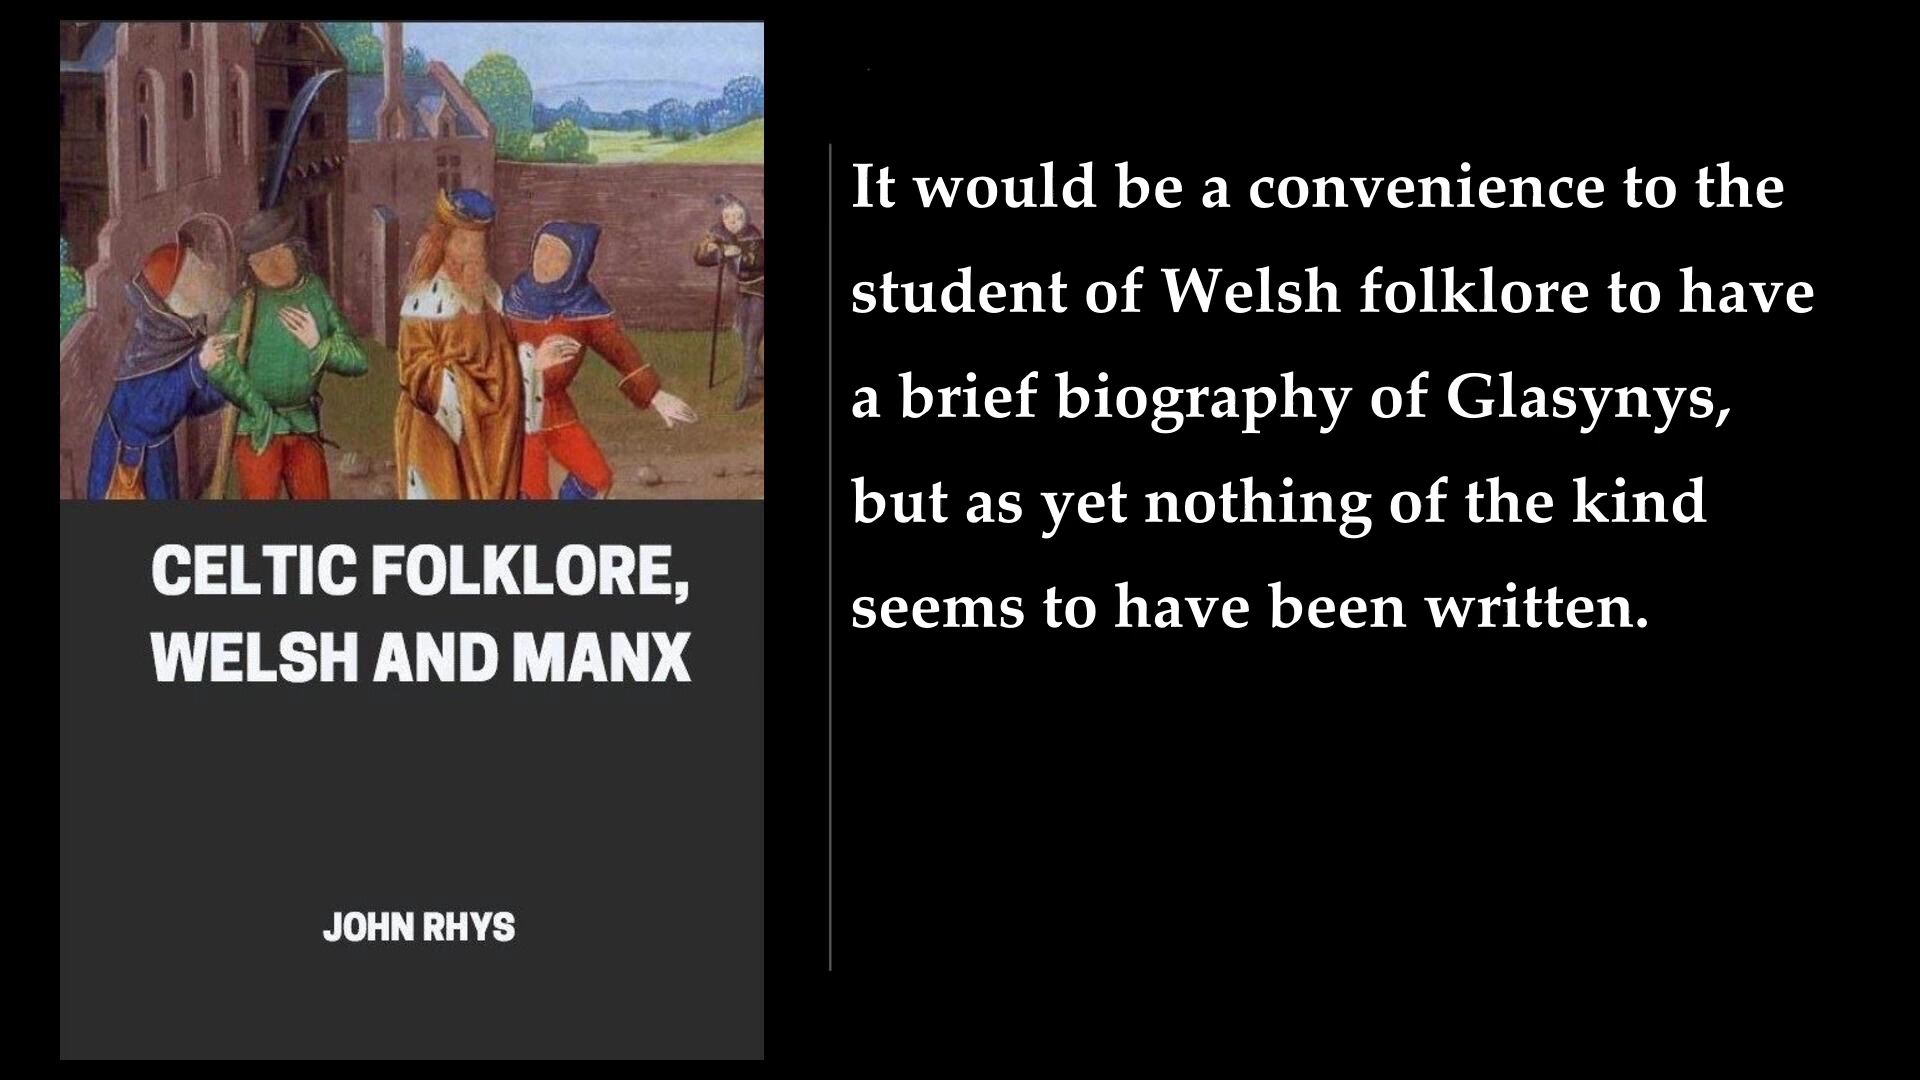 CELTIC FOLKLORE,
WELSH AND MANX
JOHN RHYS
It would be a convenience to the
student of Welsh folklore to have
a brief biography of Glasynys,
but as yet nothing of the kind
seems to have been written.